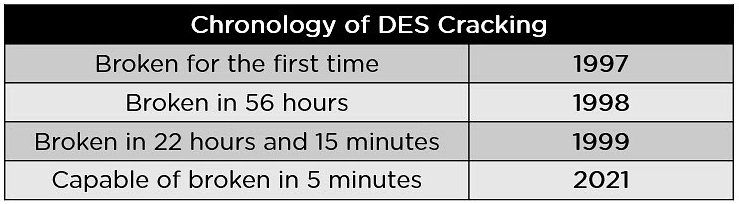 Chronology of DES Cracking
Broken for the first time 1997
Broken in 56 hours 1998
Broken in 22 hours and 15 minutes 1999
Capable of broken in 5 minutes 2021